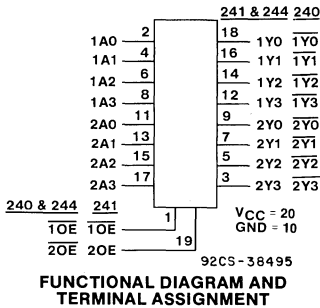 241 & 244 240
1A0 2 18 1Y0 1Y0
1A1 4 16 1Y1 1Y1
1A2 6 14 1Y2 1Y2
1A3 8 12 1Y3 1Y3
2A0 11 9 2Y0 2Y0
2A1 13 7 2Y1 2Y1
2A2 15 5 2Y2 2Y2
2A3 17 3 2Y3 2Y3
240 & 244 241
1OE 1OE 1
2OE 2OE 19
VCC = 20
GND = 10
92CS-38495
FUNCTIONAL DIAGRAM AND
TERMINAL ASSIGNMENT